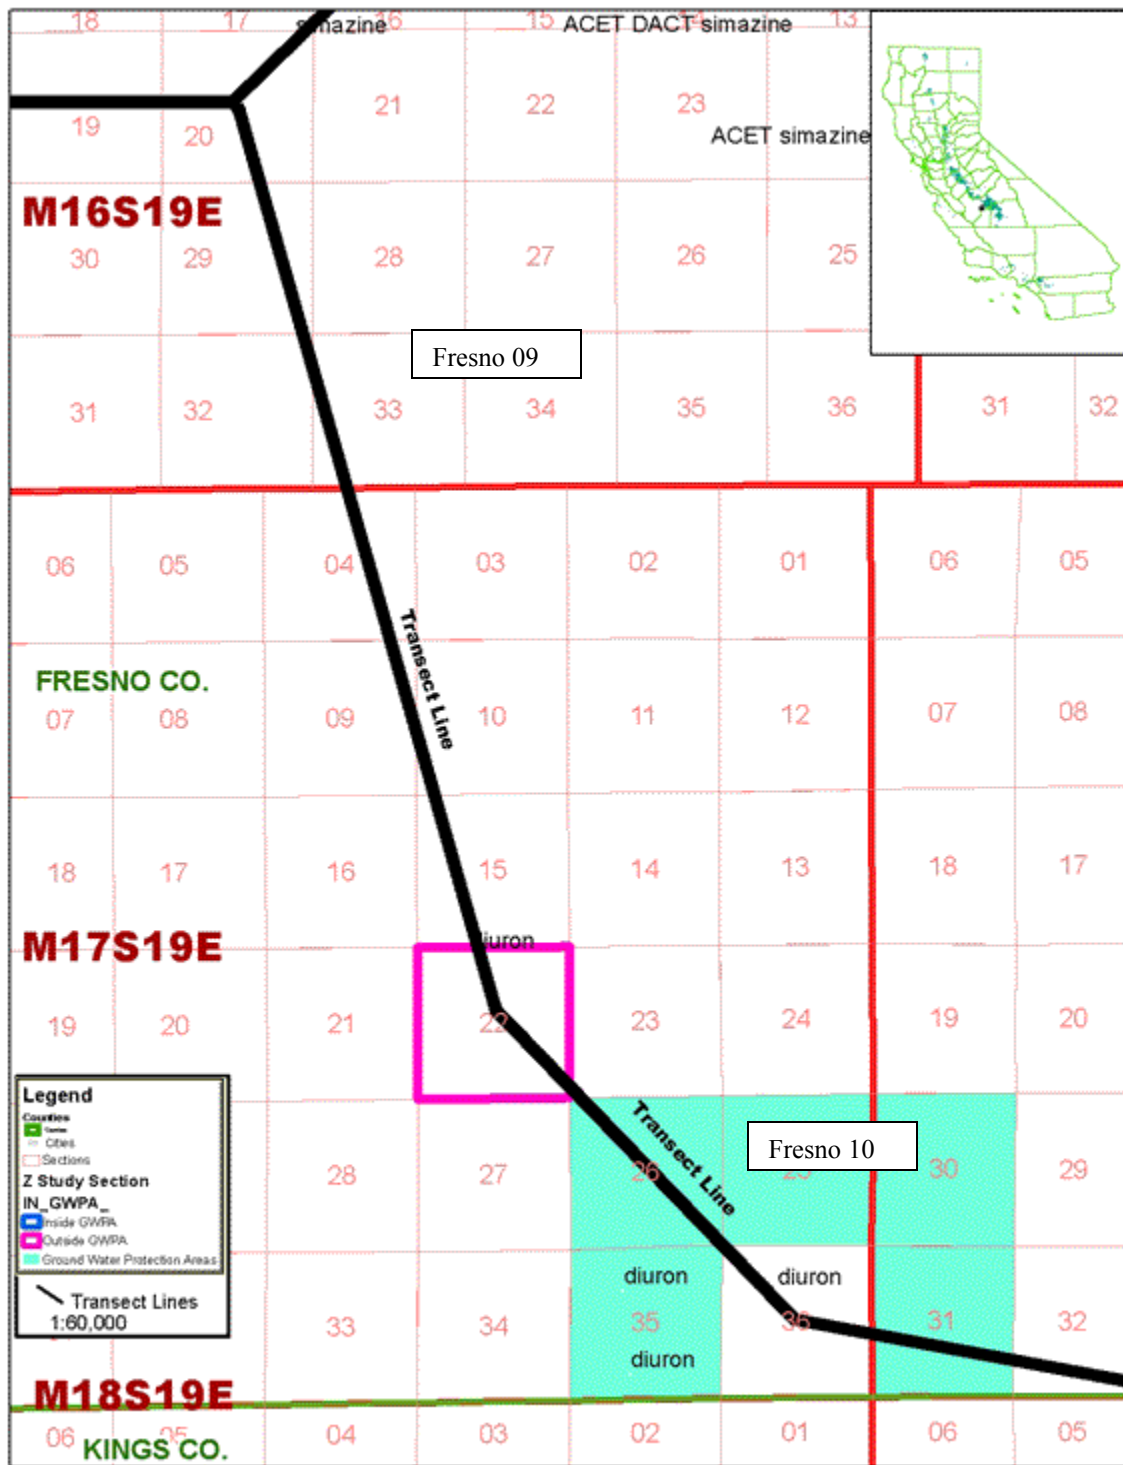 18 17 16 15 14 13
simazine ACET DACT simazine
19 20 21 22 23
ACET simazine
M16S19E
30 29 28 27 26 25
Fresno 09
31 32 33 34 35 36 31 32
06 05 04 03 02 01 06 05
Transect Line
FRESNO CO.
07 08 09 10 11 12 07 08
18 17 16 15 14 13 18 17
M17S19E
diuron
19 20 21 22 23 24 19 20
Legend
Counties
Cities
Sections
Z Study Section
IN_GWPA_
Inside GWPA
Outside GWPA
Ground Water Protection Areas
Transect Lines
1:60,000
Transect Line
Fresno 10
28 27 26 25 30 29
diuron diuron
33 34 35 36 31 32
diuron
M18S19E
06 05 04 03 02 01 06 05
KINGS CO.